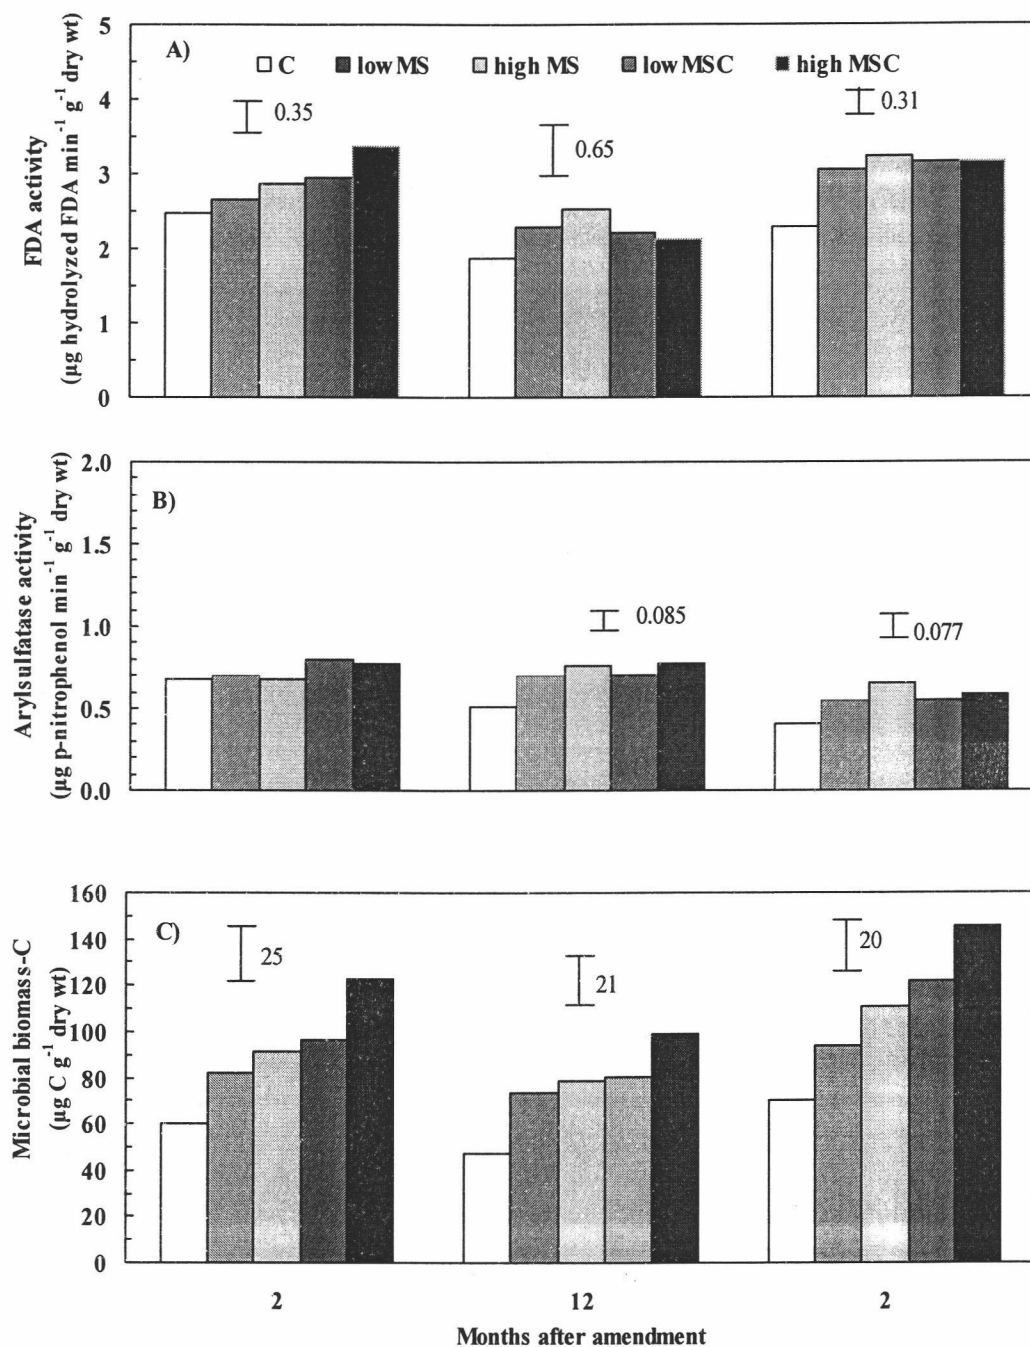 A)
C low MS high MS low MSC high MSC
FDA activity
(µg hydrolyzed FDA min⁻¹ g⁻¹ dry wt)
5
4
3
2
1
0
0.35
0.65
0.31
B)
Arylsulfatase activity
(µg p-nitrophenol min⁻¹ g⁻¹ dry wt)
2.0
1.5
1.0
0.5
0.0
0.085
0.077
C)
Microbial biomass-C
(µg C g⁻¹ dry wt)
160
140
120
100
80
60
40
20
0
25
21
20
2 12 2
Months after amendment